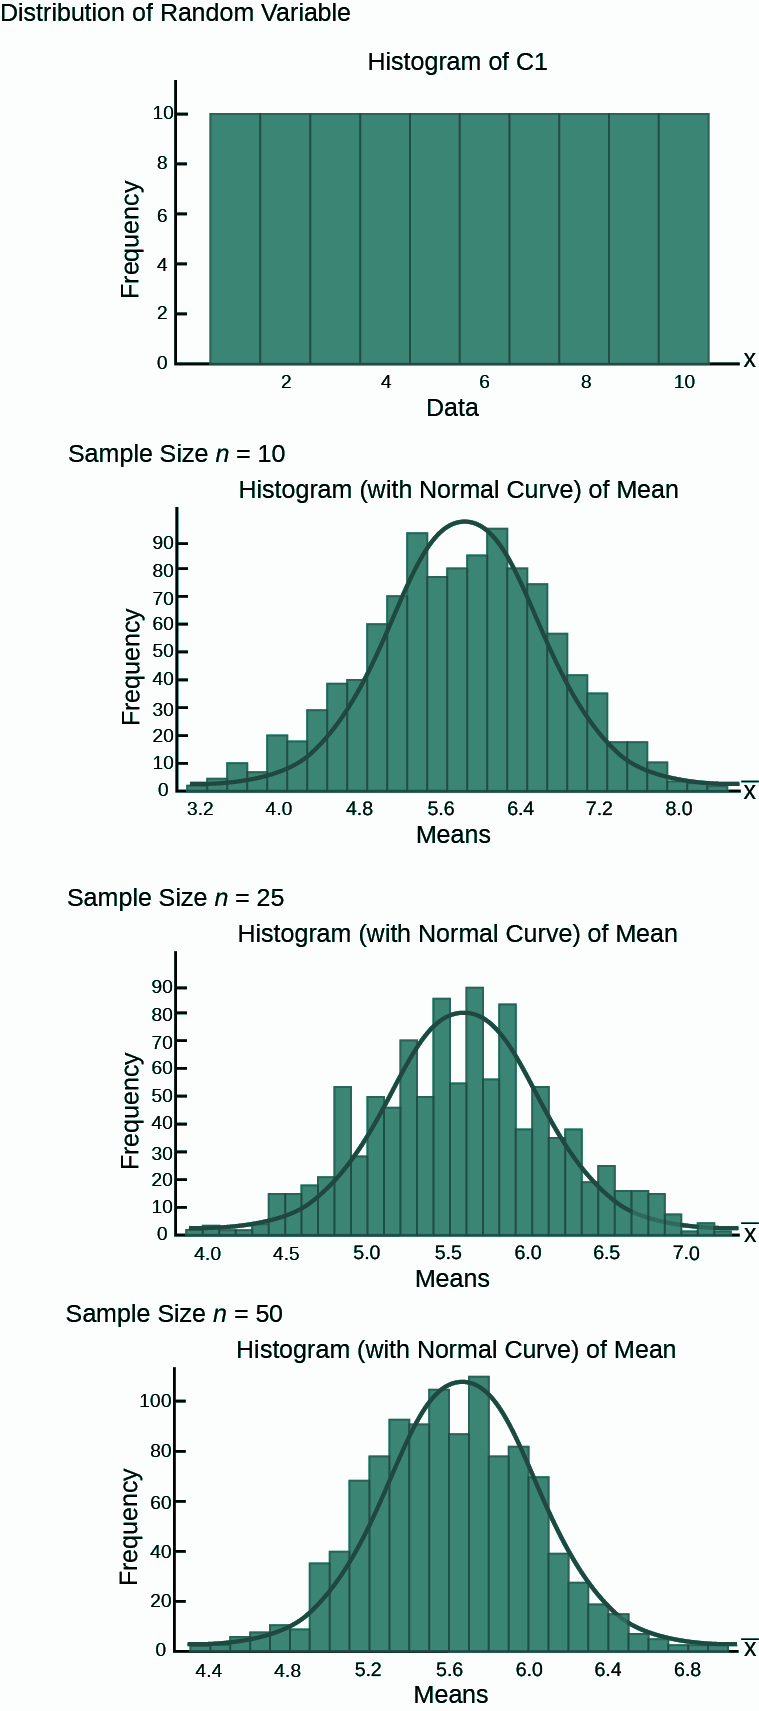 Distribution of Random Variable
Histogram of C1
10
8
6
4
2
0
Frequency
2 4 6 8 10
X
Data
Sample Size n = 10
Histogram (with Normal Curve) of Mean
90
80
70
60
50
40
30
20
10
0
Frequency
3.2 4.0 4.8 5.6 6.4 7.2 8.0
x̅
Means
Sample Size n = 25
Histogram (with Normal Curve) of Mean
90
80
70
60
50
40
30
20
10
0
Frequency
4.0 4.5 5.0 5.5 6.0 6.5 7.0
x̅
Means
Sample Size n = 50
Histogram (with Normal Curve) of Mean
100
80
60
40
20
0
Frequency
4.4 4.8 5.2 5.6 6.0 6.4 6.8
x̅
Means